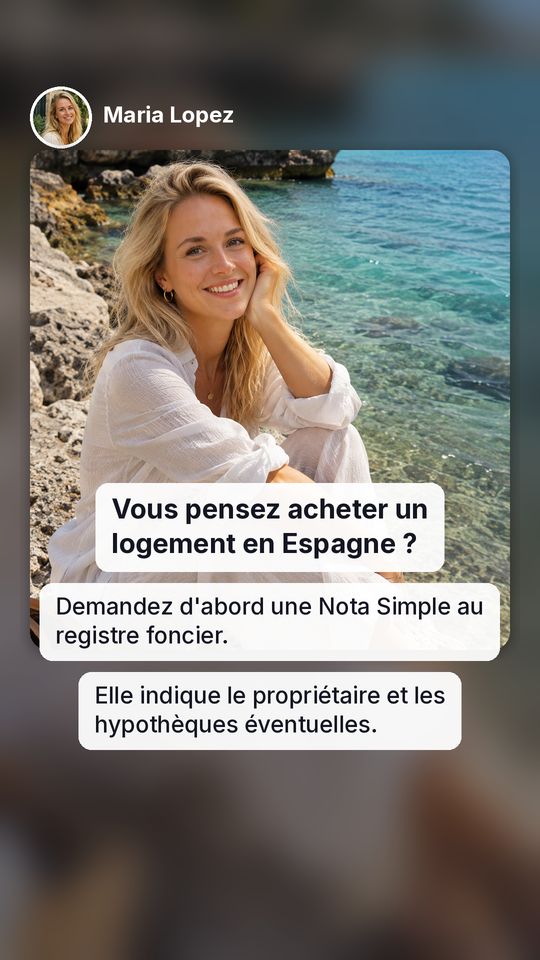 Maria Lopez
Vous pensez acheter un
logement en Espagne ?
Demandez d'abord une Nota Simple au
registre foncier.
Elle indique le propriétaire et les
hypothèques éventuelles.